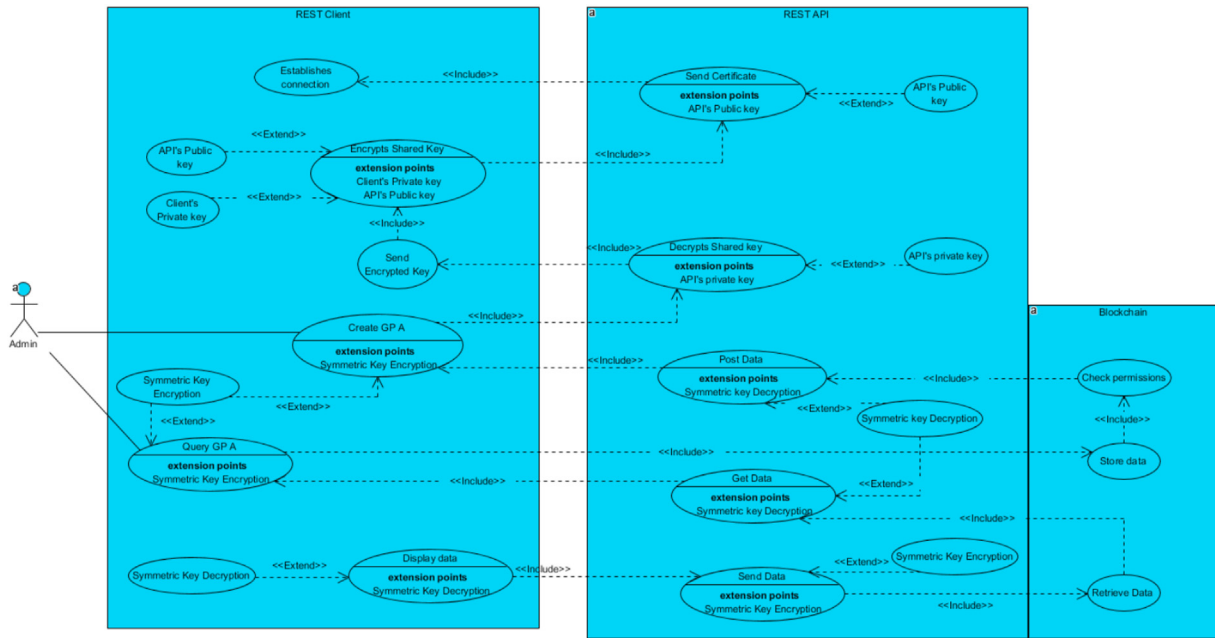 REST Client
a
REST API
Establishes
connection
<<Include>>
Send Certificate
extension points
API's Public key
<<Extend>>
API's Public
key
<<Extend>>
API's Public
key
Encrypts Shared Key
extension points
Client's Private key
API's Public key
<<Include>>
<<Extend>>
Client's
Private key
<<Include>>
Send
Encrypted Key
<<Include>>
Decrypts Shared key
extension points
API's private key
<<Extend>>
API's private key
a
Admin
Create GP A
extension points
Symmetric Key Encryption
<<Include>>
a
Blockchain
<<Include>>
Post Data
extension points
Symmetric key Decryption
<<Include>>
Check permissions
Symmetric Key
Encryption
<<Extend>>
<<Extend>>
<<Extend>>
Symmetric key Decryption
<<Include>>
Query GP A
extension points
Symmetric Key Encryption
<<Include>>
Store data
<<Include>>
Get Data
extension points
Symmetric key Decryption
<<Extend>>
<<Include>>
Symmetric Key Decryption
<<Extend>>
Display data
extension points
Symmetric Key Decryption
<<Include>>
Send Data
extension points
Symmetric Key Encryption
<<Extend>>
Symmetric Key Encryption
<<Include>>
Retrieve Data